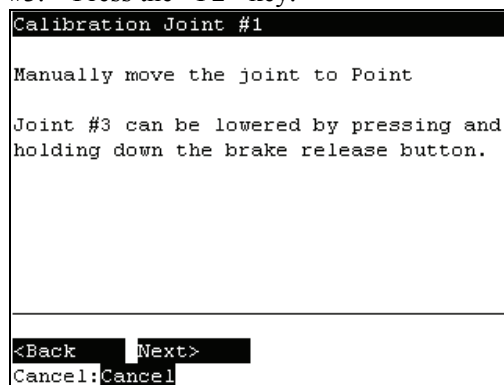 Calibration Joint #1
Manually move the joint to Point
Joint #3 can be lowered by pressing and
holding down the brake release button.
<Back Next>
Cancel:Cancel